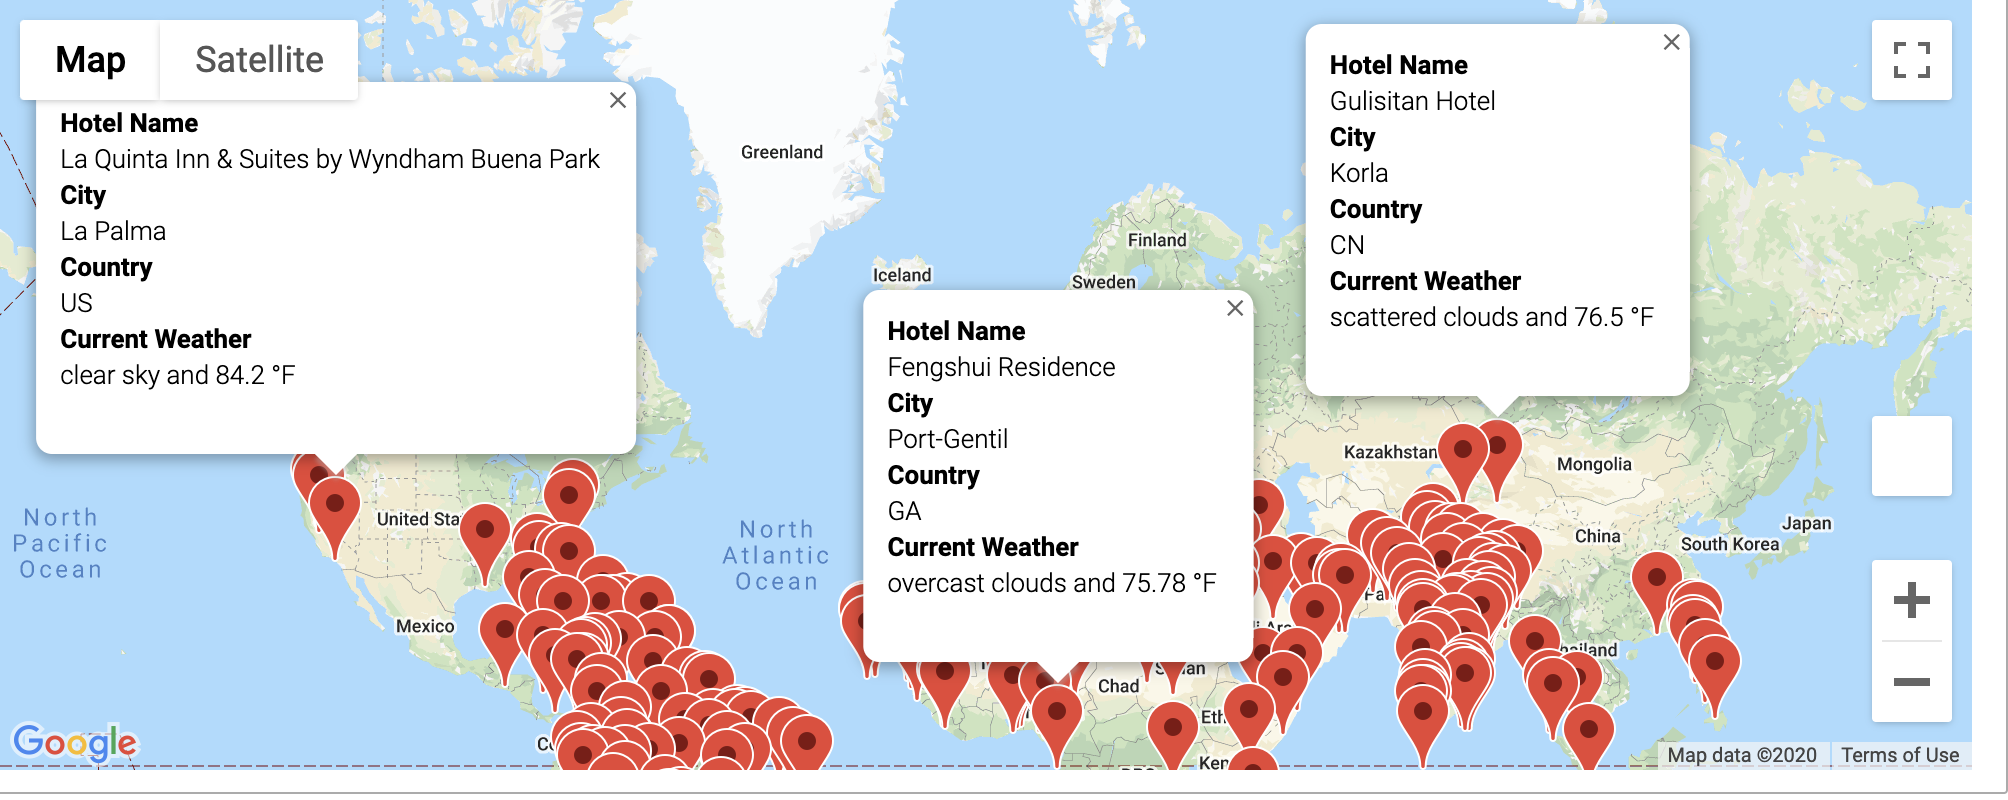 Map
Satellite
Hotel Name
La Quinta Inn & Suites by Wyndham Buena Park
City
La Palma
Country
US
Current Weather
clear sky and 84.2 °F
Hotel Name
Fengshui Residence
City
Port-Gentil
Country
GA
Current Weather
overcast clouds and 75.78 °F
Hotel Name
Gulisitan Hotel
City
Korla
Country
CN
Current Weather
scattered clouds and 76.5 °F
Greenland
Iceland
Finland
Sweden
Kazakhstan
Mongolia
United Sta
North
Pacific
Ocean
North
Atlantic
Ocean
China
Japan
South Korea
Mexico
Chad
Eth
Ken
Google
Map data ©2020
Terms of Use